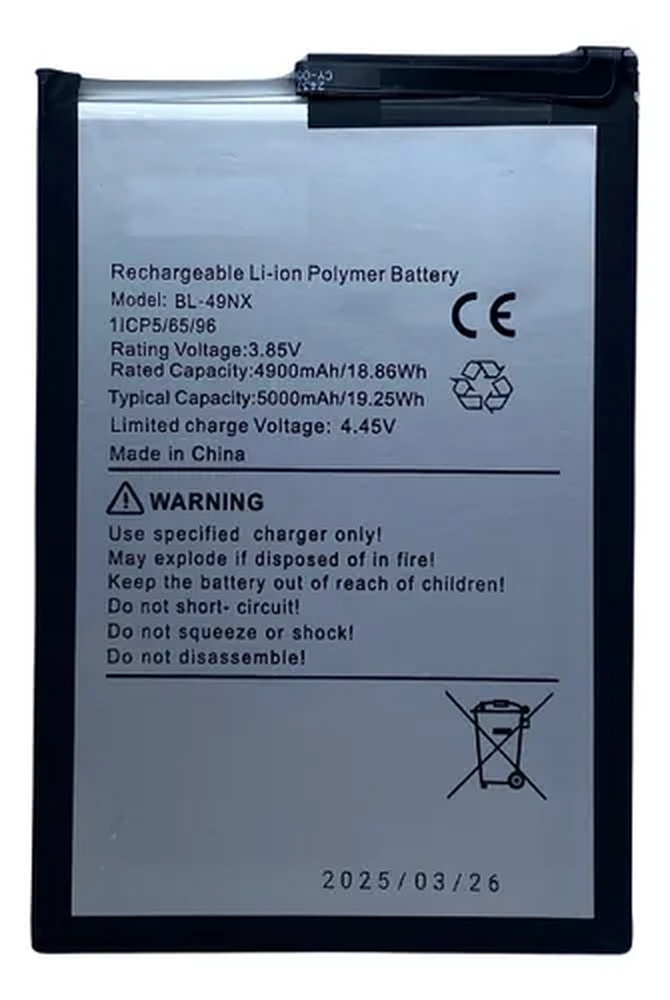 Rechargeable Li-ion Polymer Battery
Model: BL-49NX
1ICP5/65/96
Rating Voltage:3.85V
Rated Capacity:4900mAh/18.86Wh
Typical Capacity:5000mAh/19.25Wh
Limited charge Voltage: 4.45V
Made in China
CE
WARNING
Use specified charger only!
May explode if disposed of in fire!
Keep the battery out of reach of children!
Do not short- circuit!
Do not squeeze or shock!
Do not disassemble!
2025/03/26